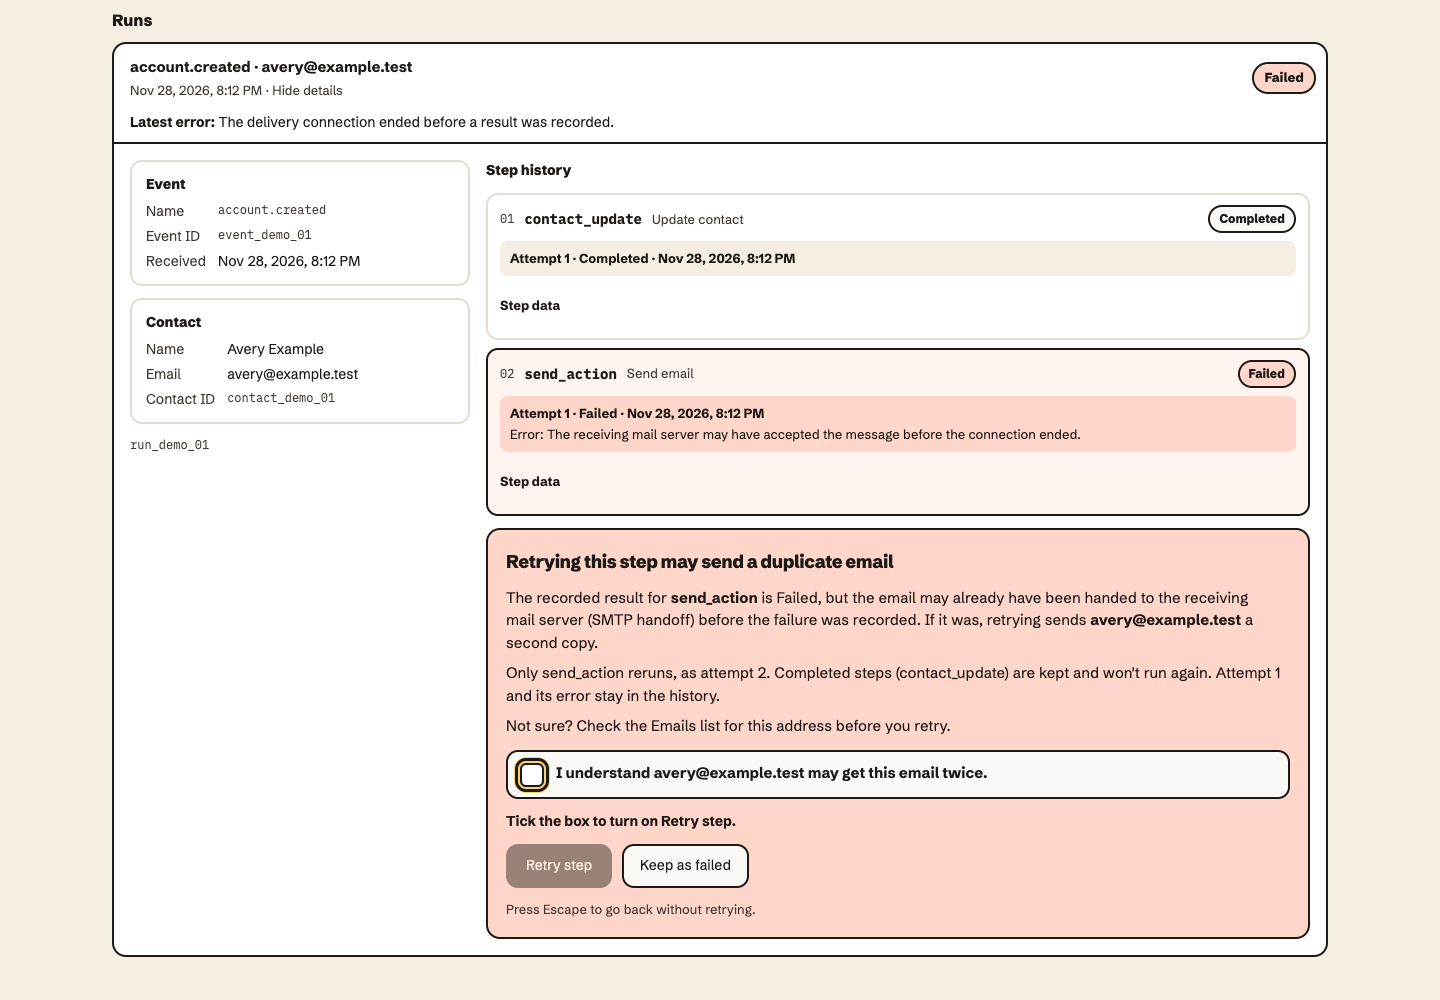 Runs
account.created · avery@example.test
Nov 28, 2026, 8:12 PM · Hide details
Failed
Latest error: The delivery connection ended before a result was recorded.
Event
Name account.created
Event ID event_demo_01
Received Nov 28, 2026, 8:12 PM
Contact
Name Avery Example
Email avery@example.test
Contact ID contact_demo_01
run_demo_01
Step history
01 contact_update Update contact Completed
Attempt 1 · Completed · Nov 28, 2026, 8:12 PM
Step data
02 send_action Send email Failed
Attempt 1 · Failed · Nov 28, 2026, 8:12 PM
Error: The receiving mail server may have accepted the message before the connection ended.
Step data
Retrying this step may send a duplicate email
The recorded result for send_action is Failed, but the email may already have been handed to the receiving
mail server (SMTP handoff) before the failure was recorded. If it was, retrying sends avery@example.test a
second copy.
Only send_action reruns, as attempt 2. Completed steps (contact_update) are kept and won't run again. Attempt 1
and its error stay in the history.
Not sure? Check the Emails list for this address before you retry.
I understand avery@example.test may get this email twice.
Tick the box to turn on Retry step.
Retry step Keep as failed
Press Escape to go back without retrying.